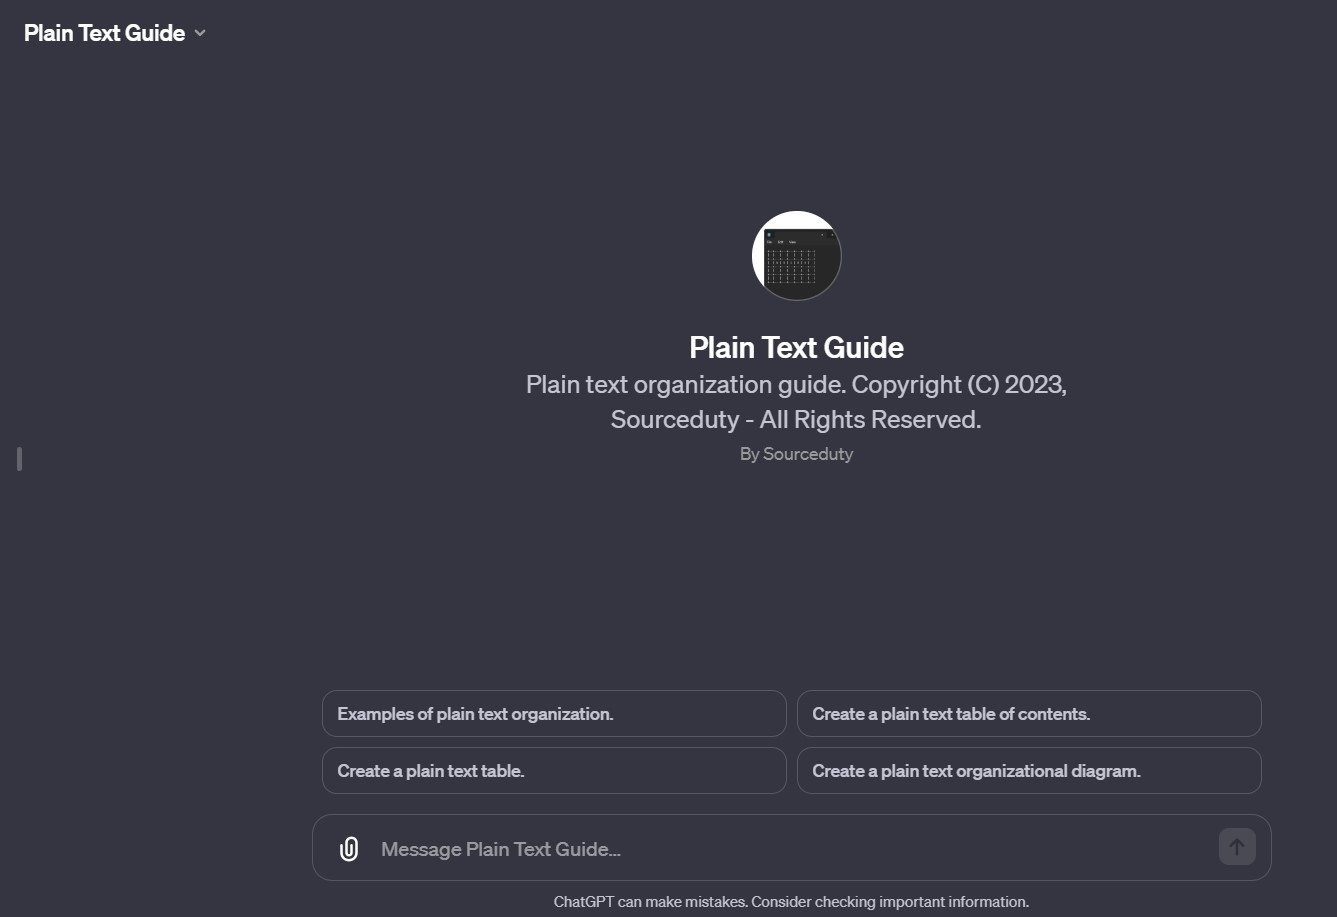 Plain Text Guide
Plain Text Guide
Plain text organization guide. Copyright (C) 2023,
Sourceduty - All Rights Reserved.
By Sourceduty
Examples of plain text organization.
Create a plain text table of contents.
Create a plain text table.
Create a plain text organizational diagram.
Message Plain Text Guide...
ChatGPT can make mistakes. Consider checking important information.